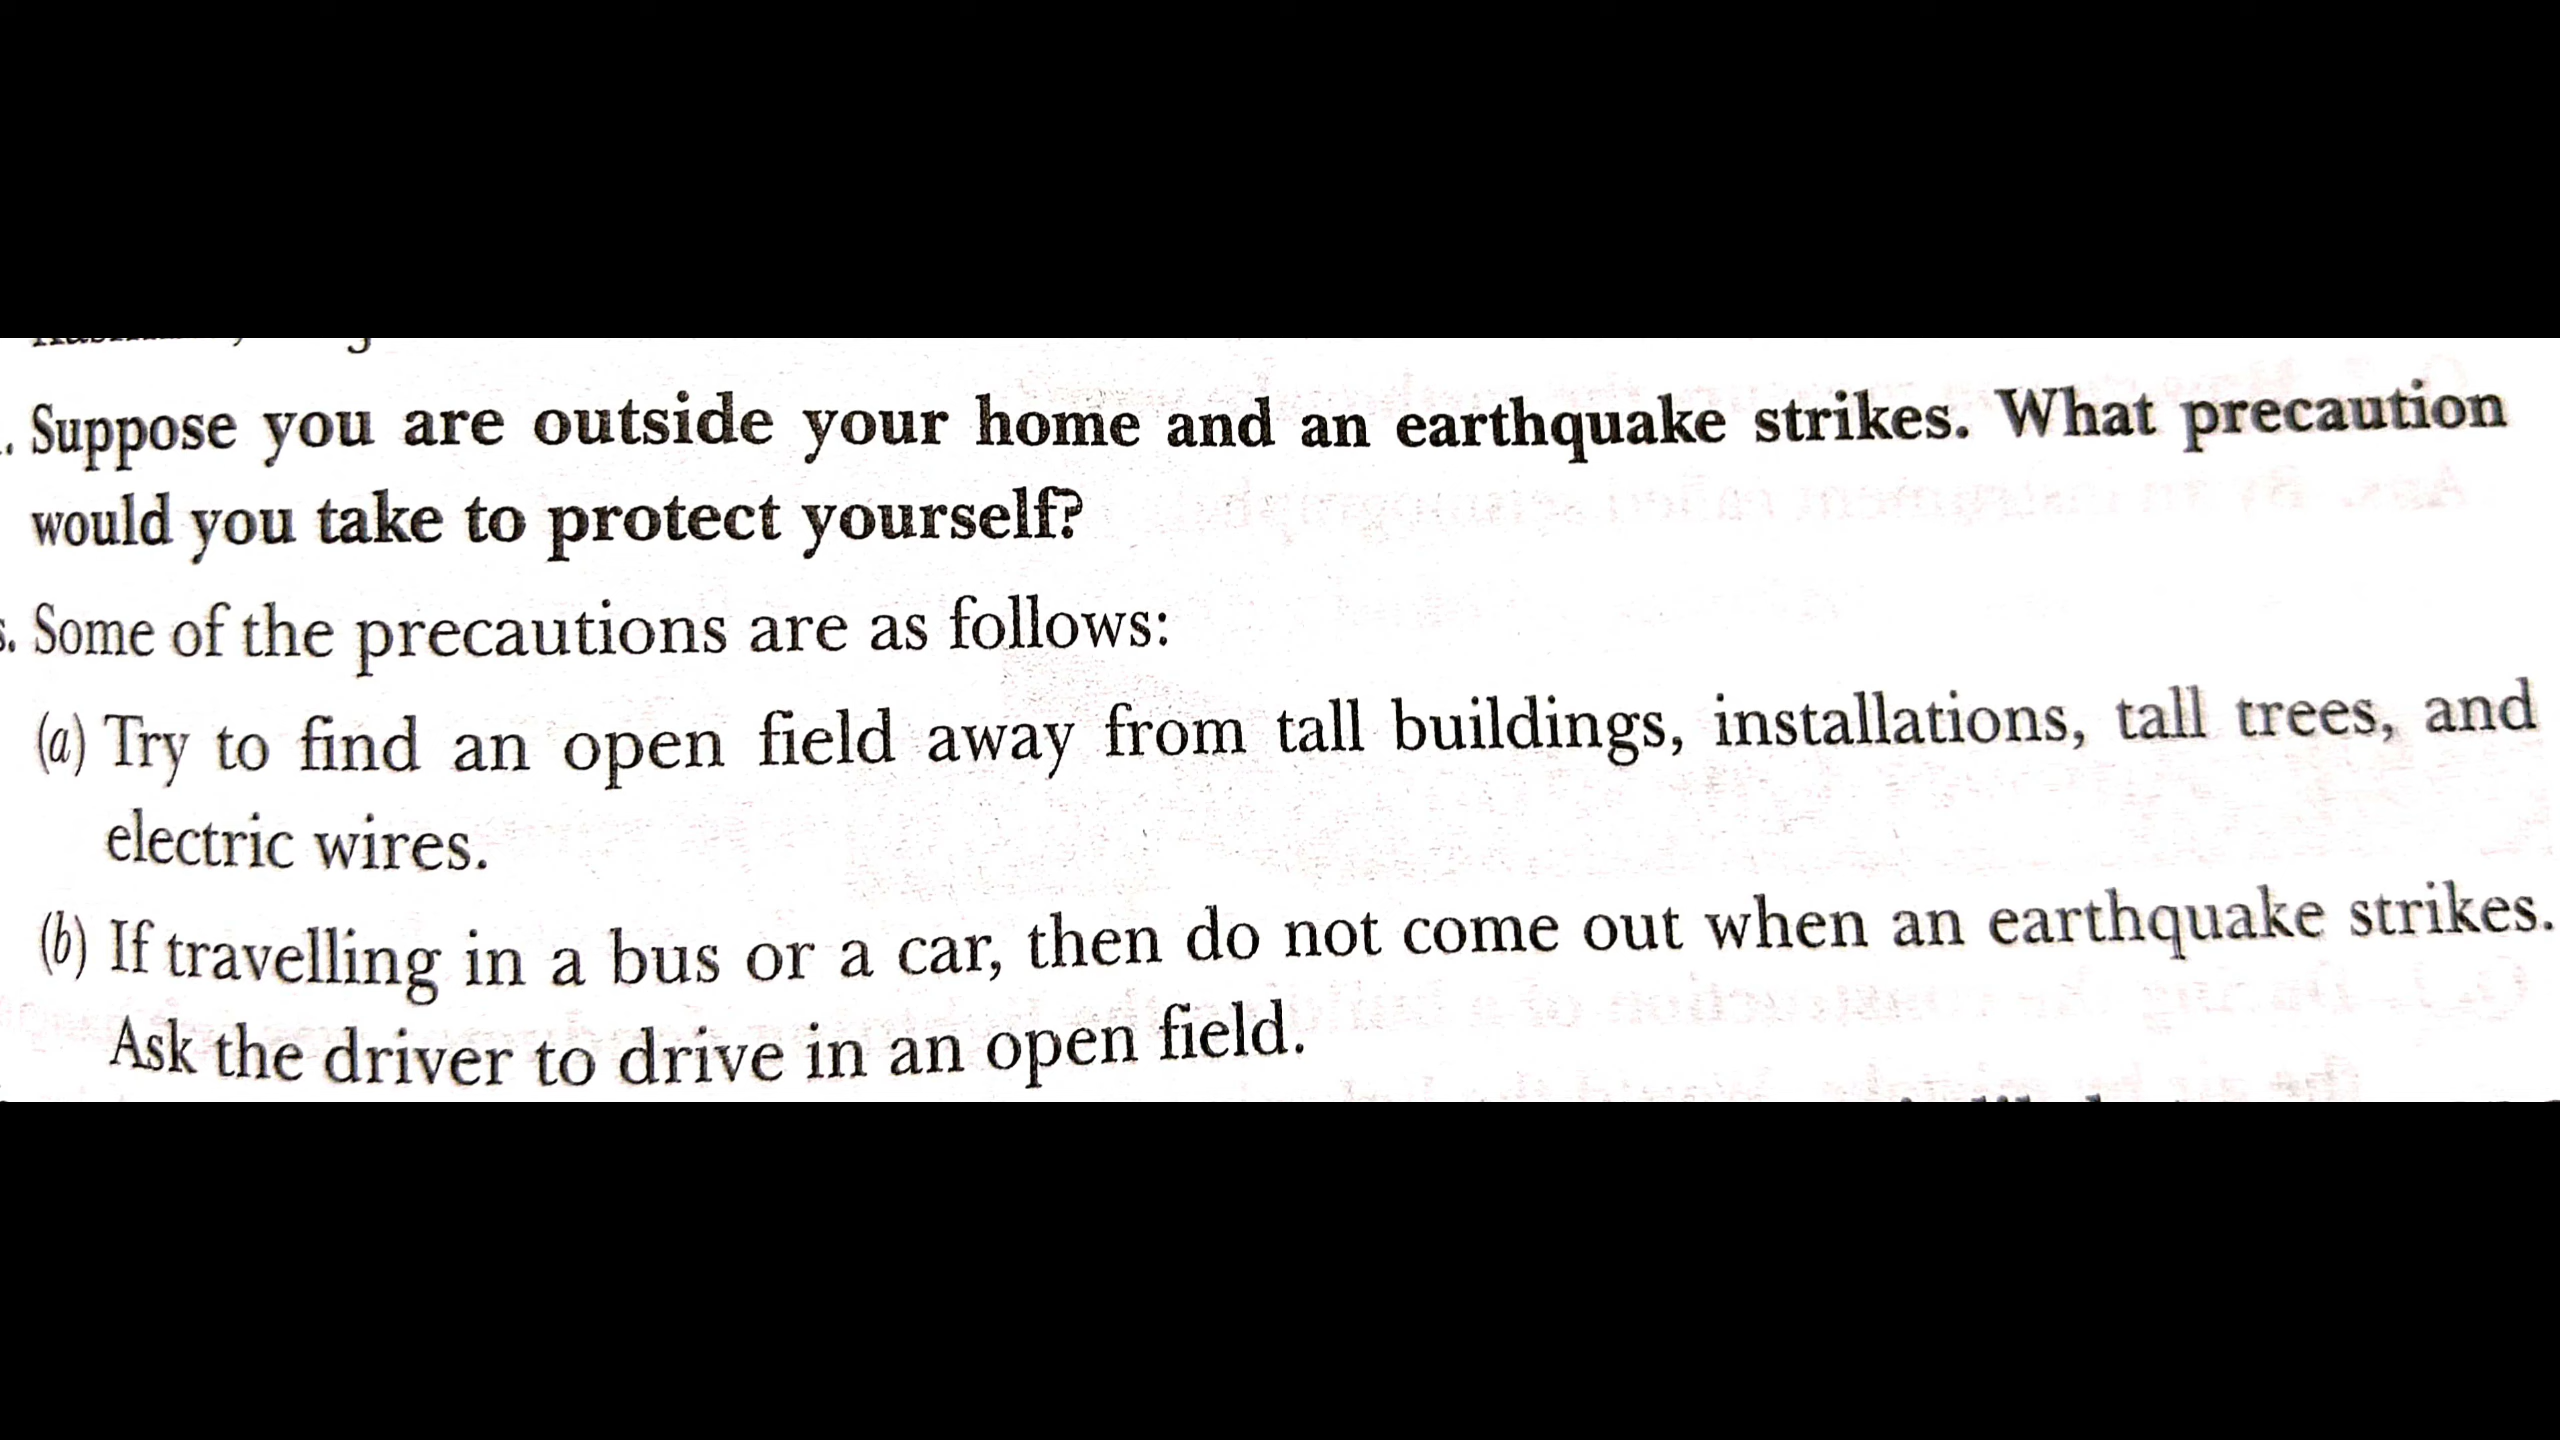 . Suppose you are outside your home and an earthquake strikes. What precaution
would you take to protect yourself?
s. Some of the precautions are as follows:
(a) Try to find an open field away from tall buildings, installations, tall trees, and
electric wires.
(b) If travelling in a bus or a car, then do not come out when an earthquake strikes.
Ask the driver to drive in an open field.